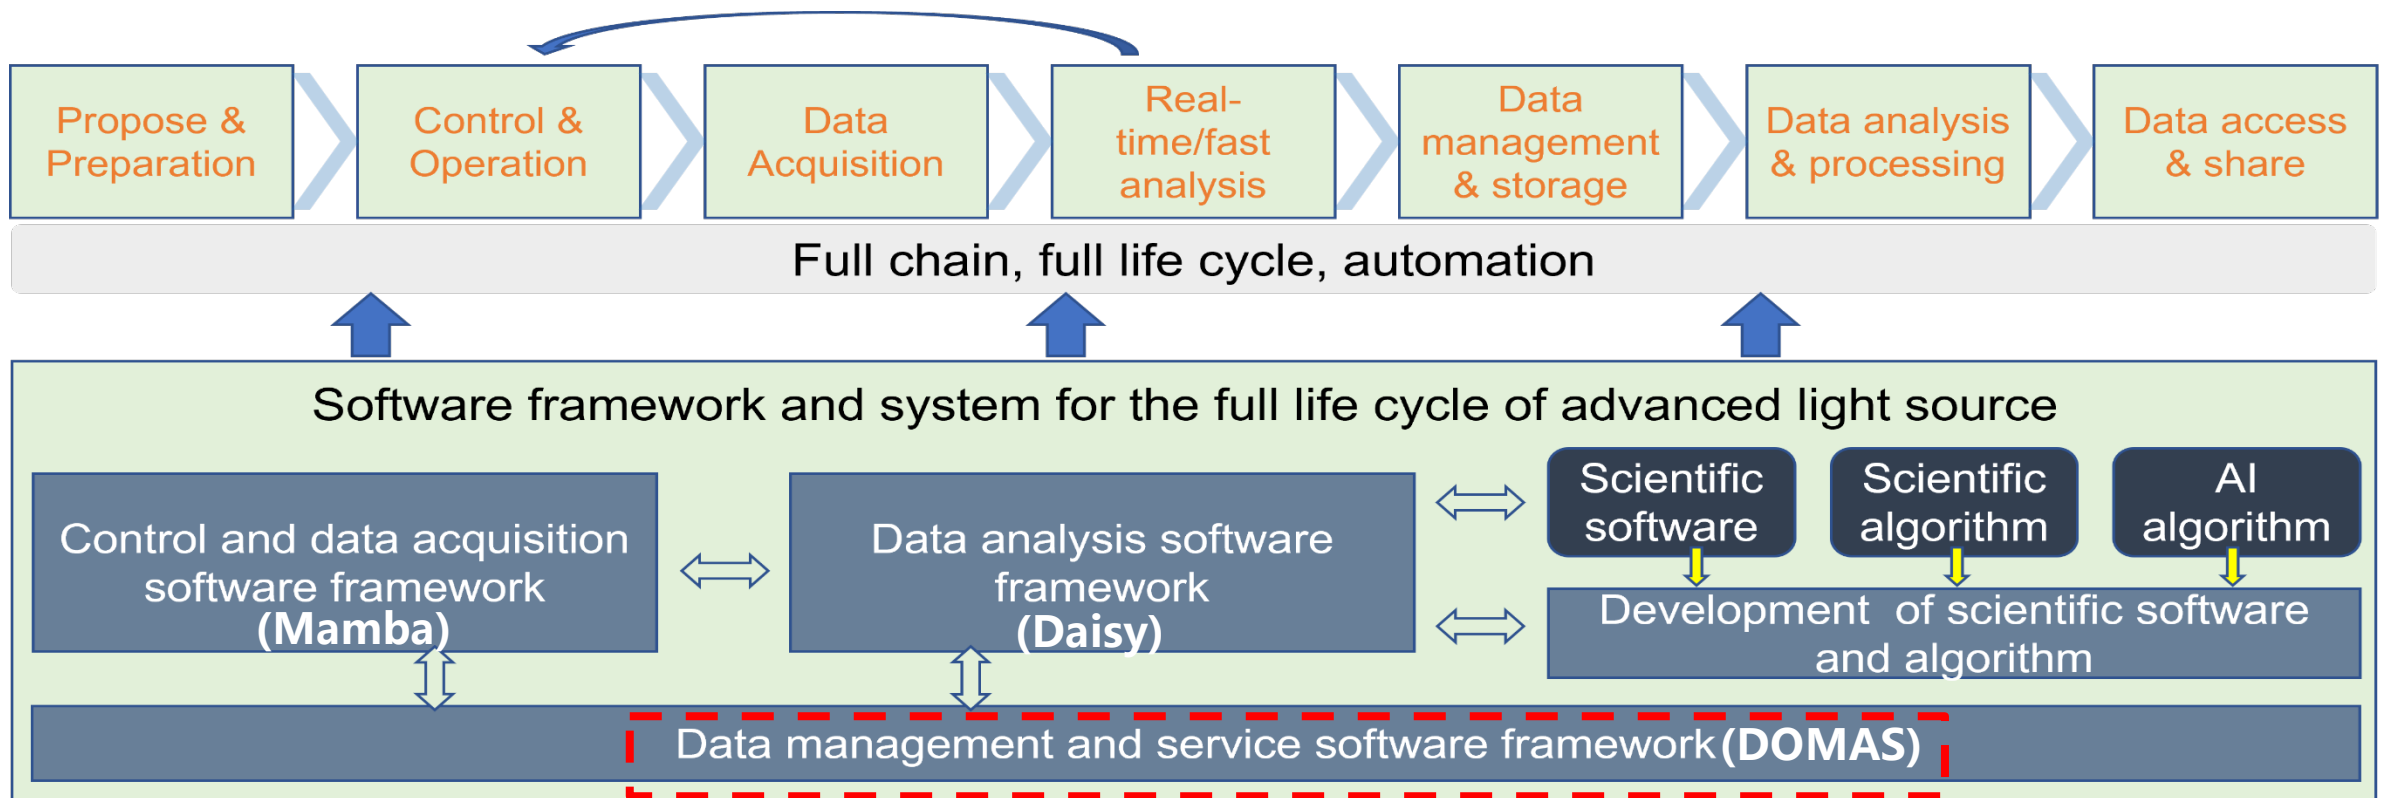 Propose &
Preparation
Control &
Operation
Data
Acquisition
Real-
time/fast
analysis
Data
management
& storage
Data analysis
& processing
Data access
& share
Full chain, full life cycle, automation
Software framework and system for the full life cycle of advanced light source
Control and data acquisition
software framework
(Mamba)
Data analysis software
framework
(Daisy)
Scientific
software
Scientific
algorithm
AI
algorithm
Development of scientific software
and algorithm
Data management and service software framework(DOMAS)